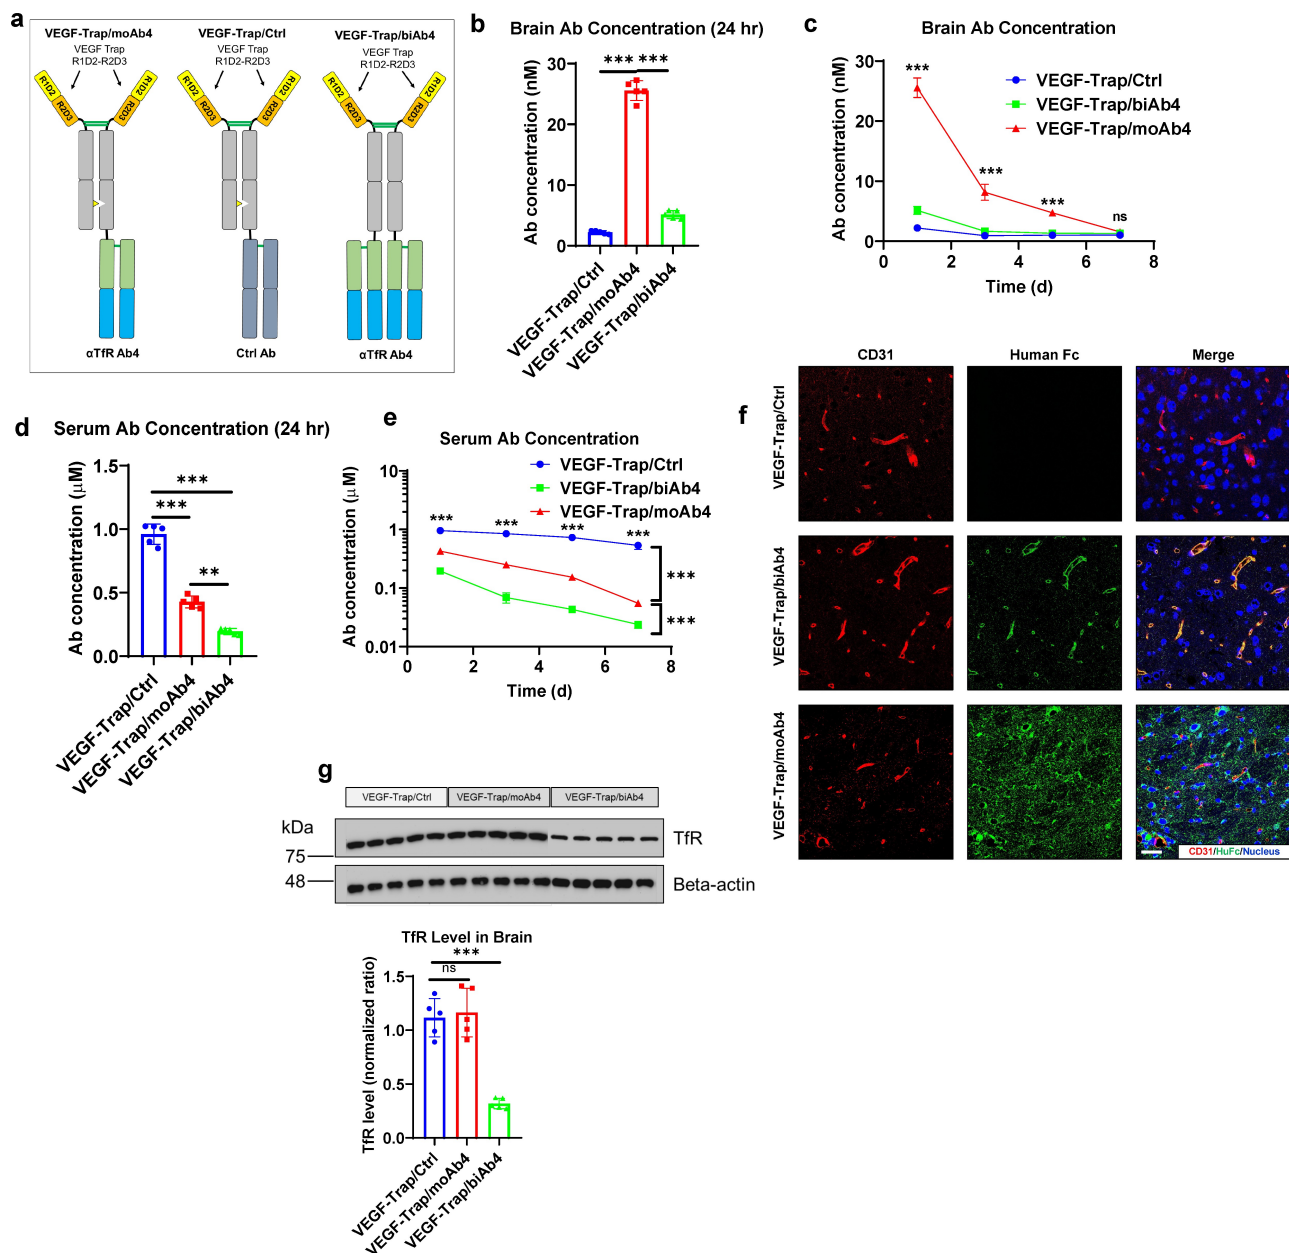 a
VEGF-Trap/moAb4
VEGF Trap
R1D2-R2D3
R1D2
R2D3
R2D3
R1D2
αTfR Ab4
VEGF-Trap/Ctrl
VEGF Trap
R1D2-R2D3
R1D2
R2D3
R2D3
R1D2
Ctrl Ab
VEGF-Trap/biAb4
VEGF Trap
R1D2-R2D3
R1D2
R2D3
R2D3
R1D2
αTfR Ab4
b
Brain Ab Concentration (24 hr)
Ab concentration (nM)
30
20
10
0
*** ***
VEGF-Trap/Ctrl
VEGF-Trap/moAb4
VEGF-Trap/biAb4
c
Brain Ab Concentration
Ab concentration (nM)
30
20
10
0
***
***
***
ns
VEGF-Trap/Ctrl
VEGF-Trap/biAb4
VEGF-Trap/moAb4
0 2 4 6 8
Time (d)
d
Serum Ab Concentration (24 hr)
Ab concentration (μM)
1.5
1.0
0.5
0.0
***
***
**
VEGF-Trap/Ctrl
VEGF-Trap/moAb4
VEGF-Trap/biAb4
e
Serum Ab Concentration
Ab concentration (μM)
10
1
0.1
0.01
VEGF-Trap/Ctrl
VEGF-Trap/biAb4
VEGF-Trap/moAb4
*** *** *** ***
***
***
0 2 4 6 8
Time (d)
f
CD31 Human Fc Merge
VEGF-Trap/Ctrl
VEGF-Trap/biAb4
VEGF-Trap/moAb4
CD31/HuFc/Nucleus
g
VEGF-Trap/Ctrl VEGF-Trap/moAb4 VEGF-Trap/biAb4
kDa
75
TfR
48
Beta-actin
TfR Level in Brain
TfR level (normalized ratio)
1.5
1.0
0.5
0.0
***
ns
VEGF-Trap/Ctrl
VEGF-Trap/moAb4
VEGF-Trap/biAb4